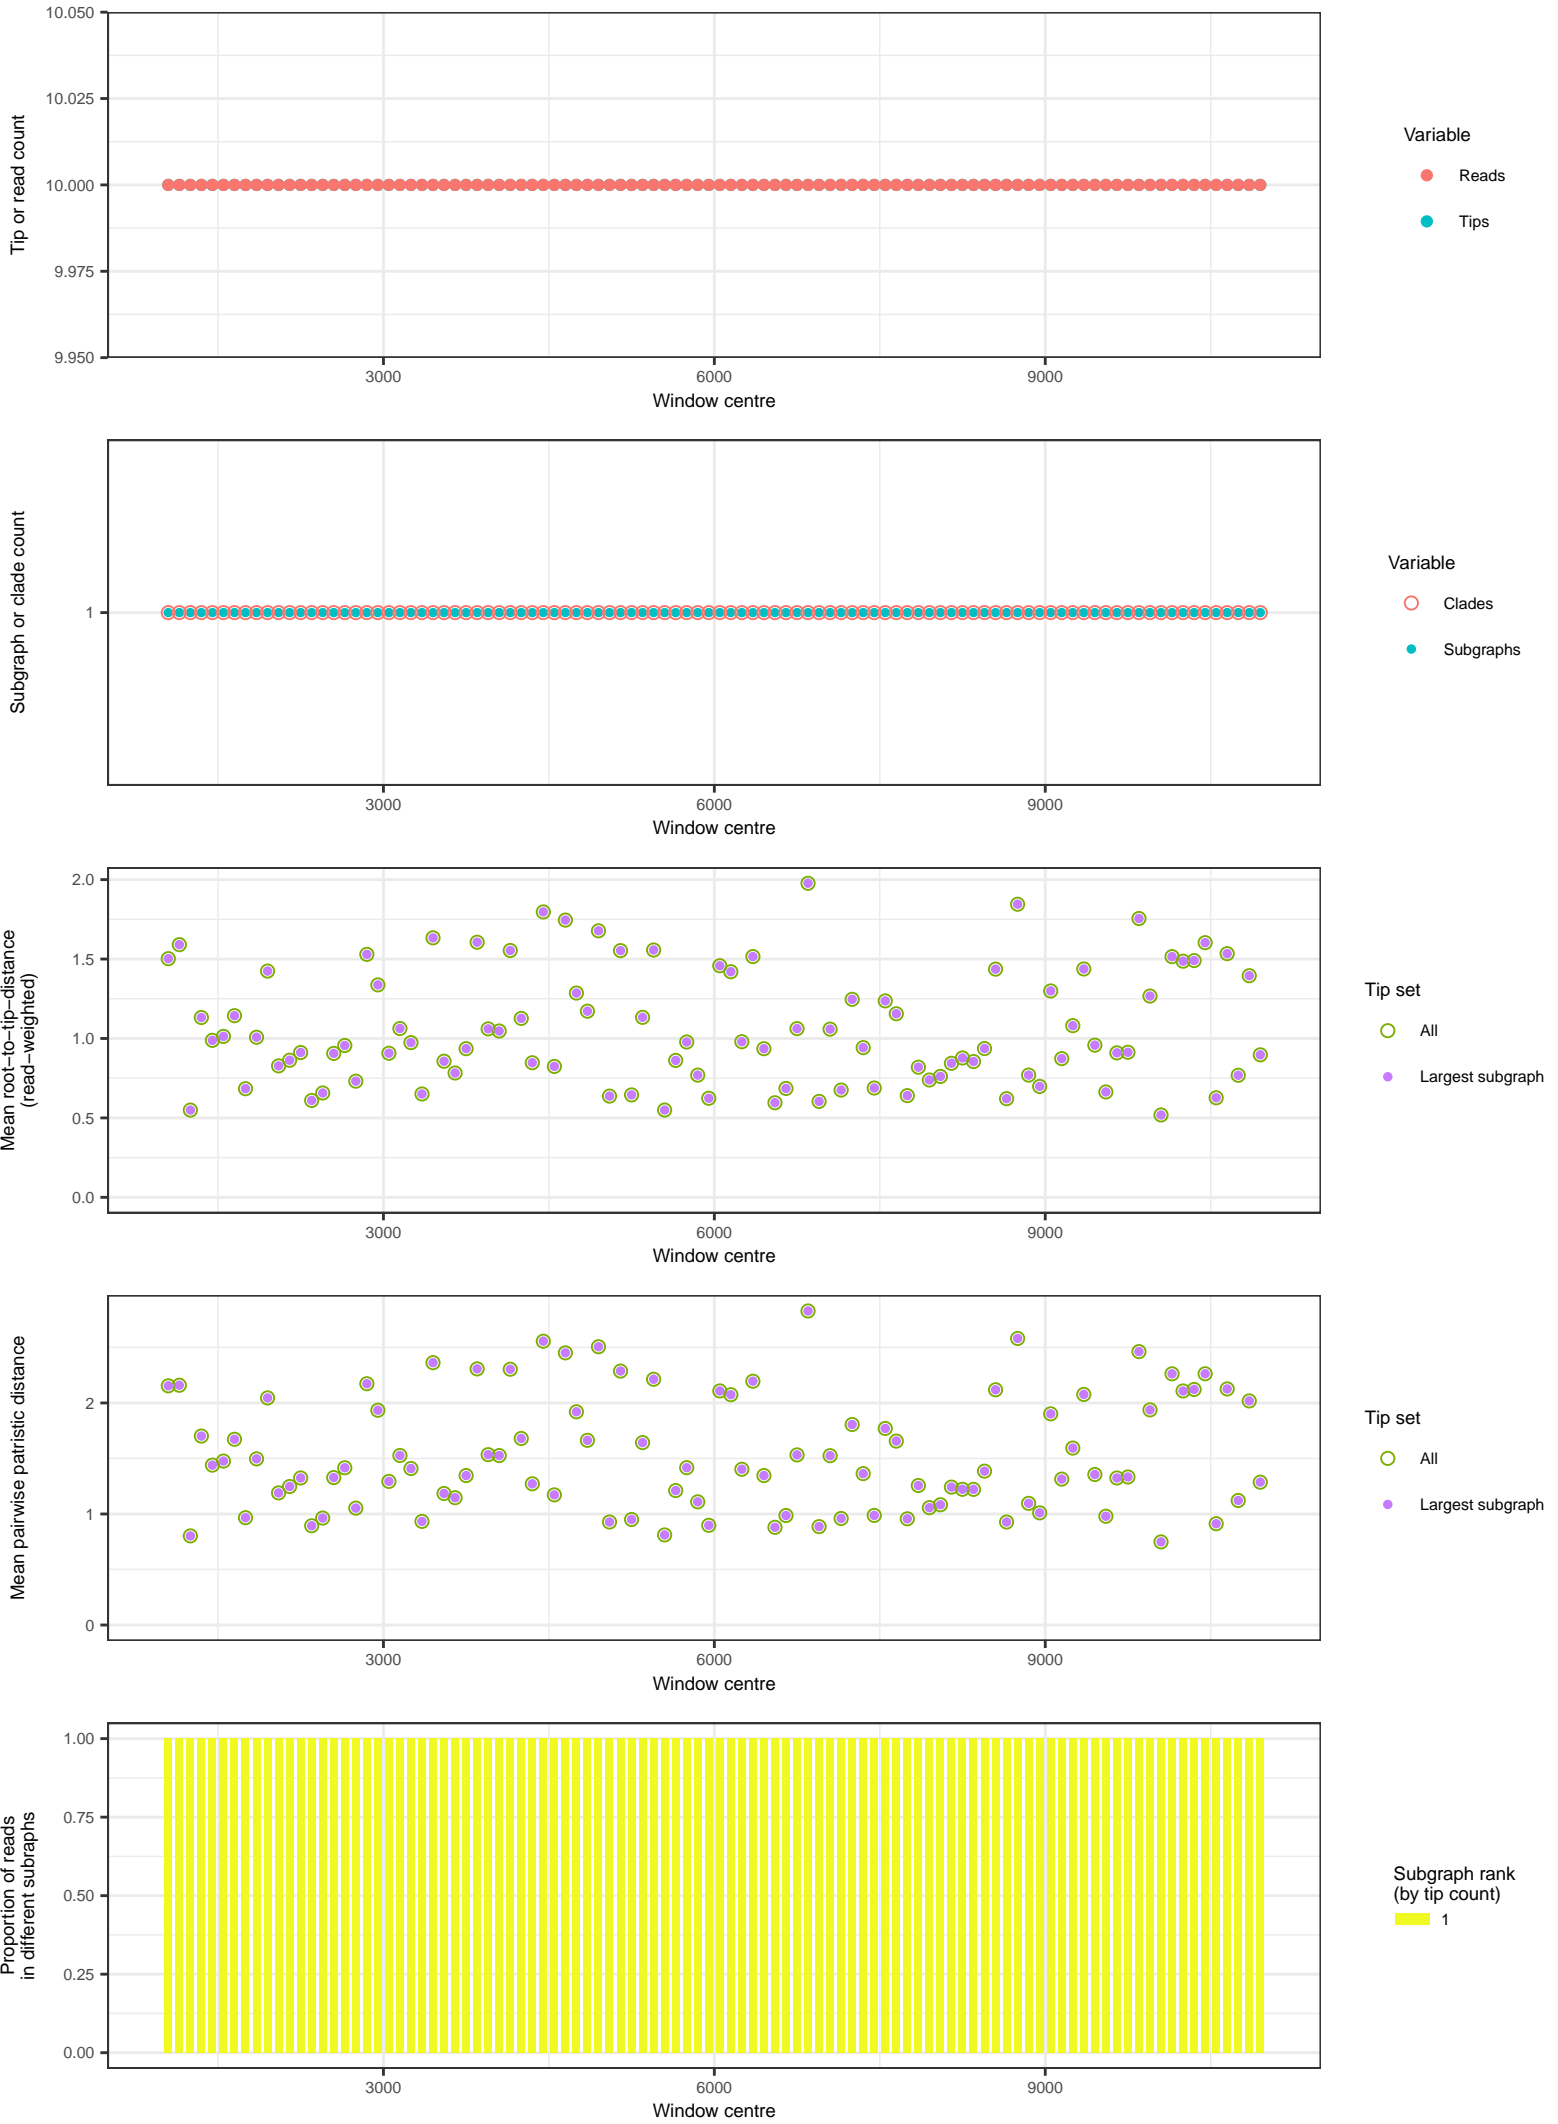 10.050
10.025
10.000
9.975
9.950
Tip or read count
3000
6000
9000
Window centre
Variable
Reads
Tips
1
Subgraph or clade count
3000
6000
9000
Window centre
Variable
Clades
Subgraphs
2.0
1.5
1.0
0.5
0.0
Mean root−to−tip−distance
(read−weighted)
3000
6000
9000
Window centre
Tip set
All
Largest subgraph
2
1
0
Mean pairwise patristic distance
3000
6000
9000
Window centre
Tip set
All
Largest subgraph
1.00
0.75
0.50
0.25
0.00
Proportion of reads
in different subraphs
3000
6000
9000
Window centre
Subgraph rank
(by tip count)
1